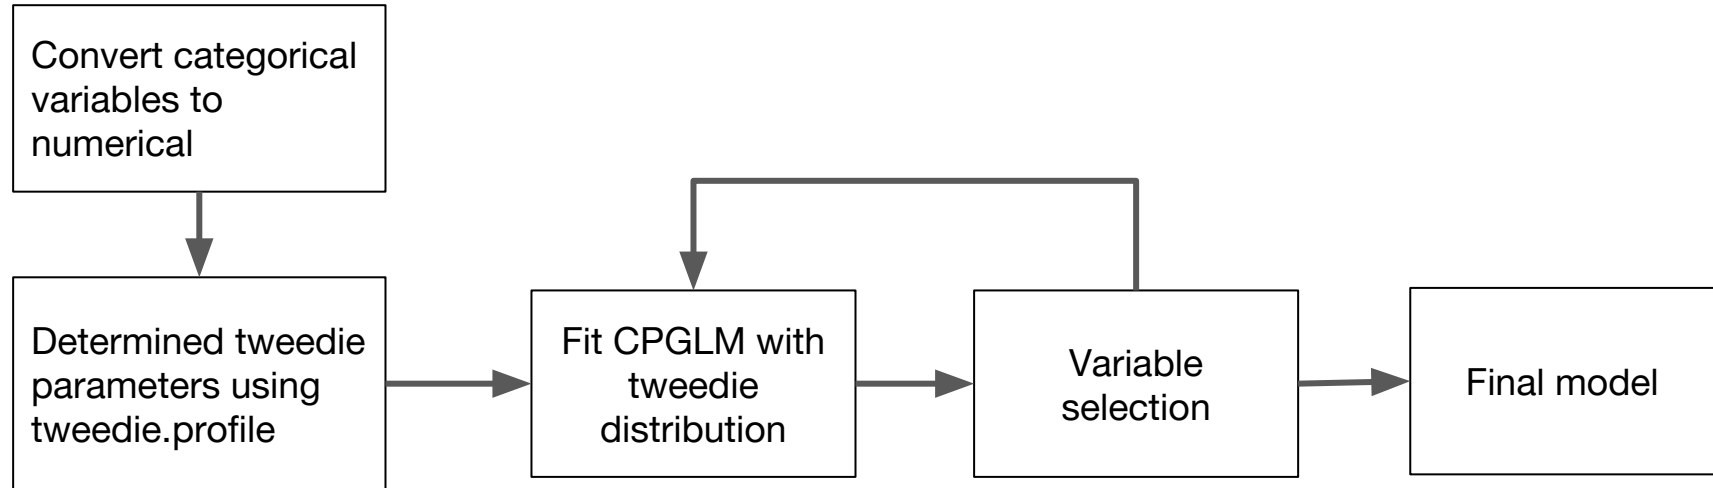 Convert categorical
variables to
numerical
Determined tweedie
parameters using
tweedie.profile
Fit CPGLM with
tweedie
distribution
Variable
selection
Final model